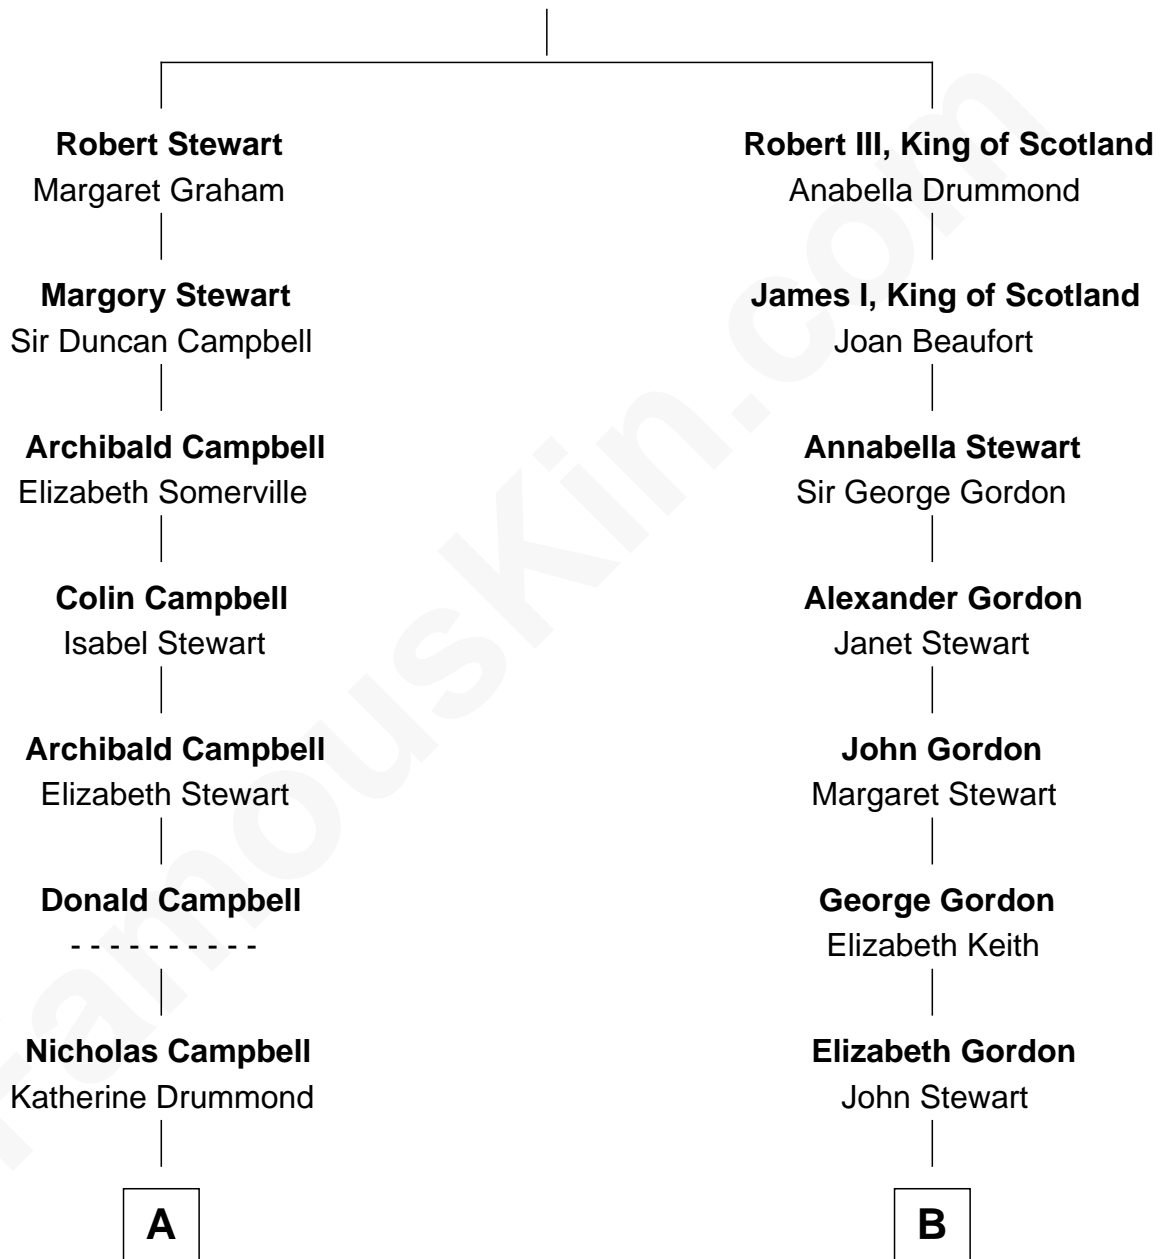 Robert Stewart
Margaret Graham
Margory Stewart
Sir Duncan Campbell
Archibald Campbell
Elizabeth Somerville
Colin Campbell
Isabel Stewart
Archibald Campbell
Elizabeth Stewart
Donald Campbell
- - - - - - - - - -
Nicholas Campbell
Katherine Drummond
A
Robert III, King of Scotland
Anabella Drummond
James I, King of Scotland
Joan Beaufort
Annabella Stewart
Sir George Gordon
Alexander Gordon
Janet Stewart
John Gordon
Margaret Stewart
George Gordon
Elizabeth Keith
Elizabeth Gordon
John Stewart
B
FamousKin.com